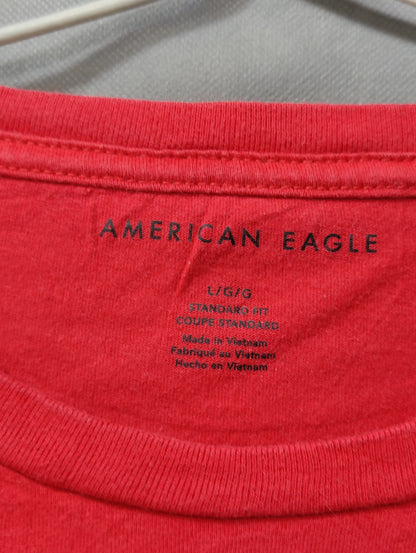 AMERICAN EAGLE
L/G/G
STANDARD FIT
COUPE STANDARD
Made in Vietnam
Fabriqué au Vietnam
Hecho en Vietnam